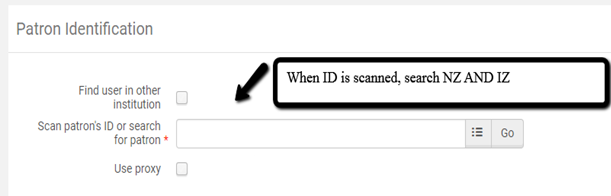 Patron Identification
When ID is scanned, search NZ AND IZ
Find user in other
institution
Scan patron's ID or search
for patron *
Go
Use proxy